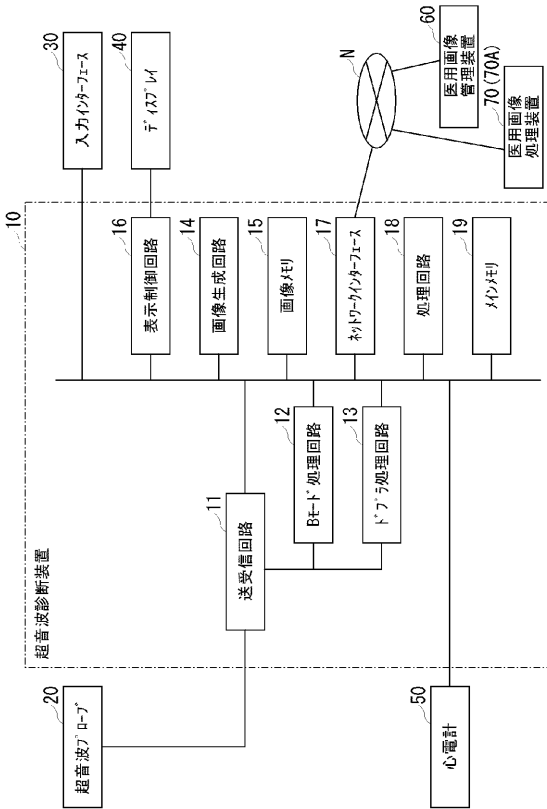 10
超音波診断装置
20
超音波プローブ
11
送受信回路
12
Bモード処理回路
13
ドプラ処理回路
50
心電計
30
入力インターフェース
40
ディスプレイ
16
表示制御回路
14
画像生成回路
15
画像メモリ
17
ネットワークインターフェース
18
処理回路
19
メインメモリ
N
60
医用画像
管理装置
70(70A)
医用画像
処理装置